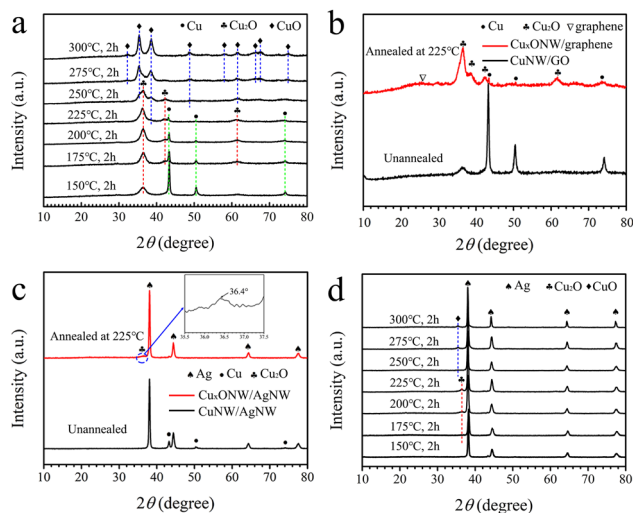 a
● Cu ♣ Cu₂O ♦ CuO
300℃, 2h
275℃, 2h
250℃, 2h
225℃, 2h
200℃, 2h
175℃, 2h
150℃, 2h
Intensity (a.u.)
10 20 30 40 50 60 70 80
2θ (degree)
b
● Cu ♣ Cu₂O ▽ graphene
Annealed at 225℃
CuₓONW/graphene
CuNW/GO
Unannealed
Intensity (a.u.)
10 20 30 40 50 60 70 80
2θ (degree)
c
36.4°
35.5 36.0 36.5 37.0 37.5
Annealed at 225℃
♠ Ag ● Cu ♣ Cu₂O
CuₓONW/AgNW
CuNW/AgNW
Unannealed
Intensity (a.u.)
10 20 30 40 50 60 70 80
2θ (degree)
d
♠ Ag ♣ Cu₂O ♦ CuO
300℃, 2h
275℃, 2h
250℃, 2h
225℃, 2h
200℃, 2h
175℃, 2h
150℃, 2h
Intensity (a.u.)
10 20 30 40 50 60 70 80
2θ (degree)